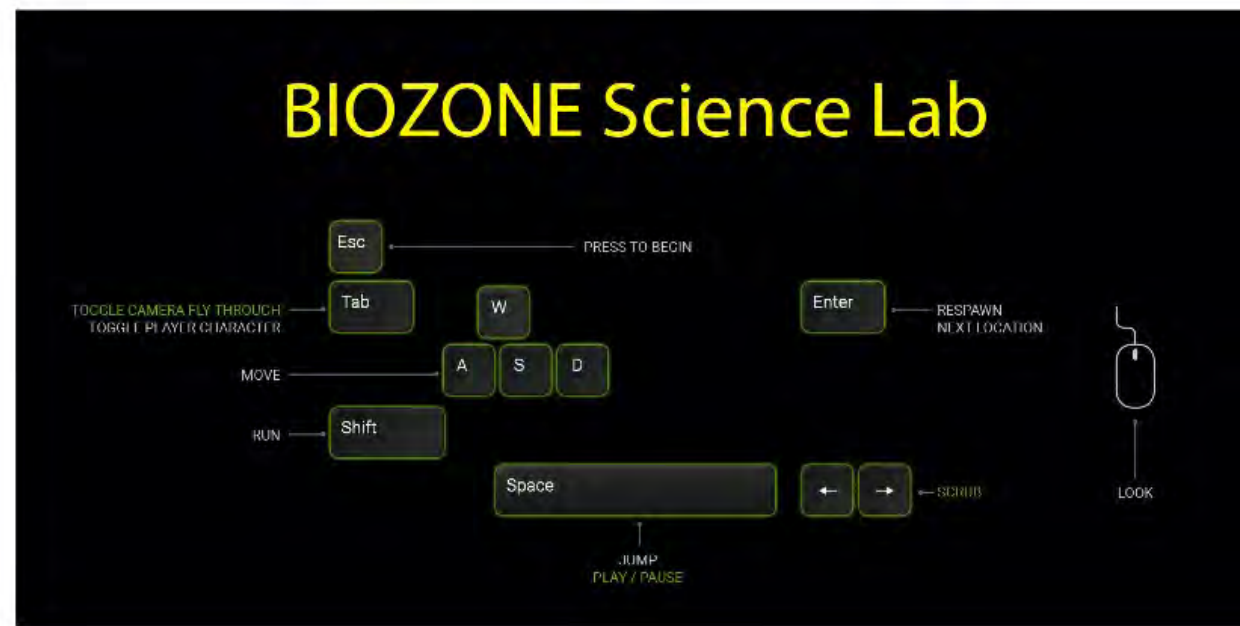 BIOZONE Science Lab
Esc
PRESS TO BEGIN
TOGGLE CAMERA FLY THROUGH
TOGGLE PLAYER CHARACTER
Tab
W
Enter
RESPAWN
NEXT LOCATION
MOVE
A S D
RUN
Shift
Space
← →
SCRUB
LOOK
JUMP
PLAY / PAUSE